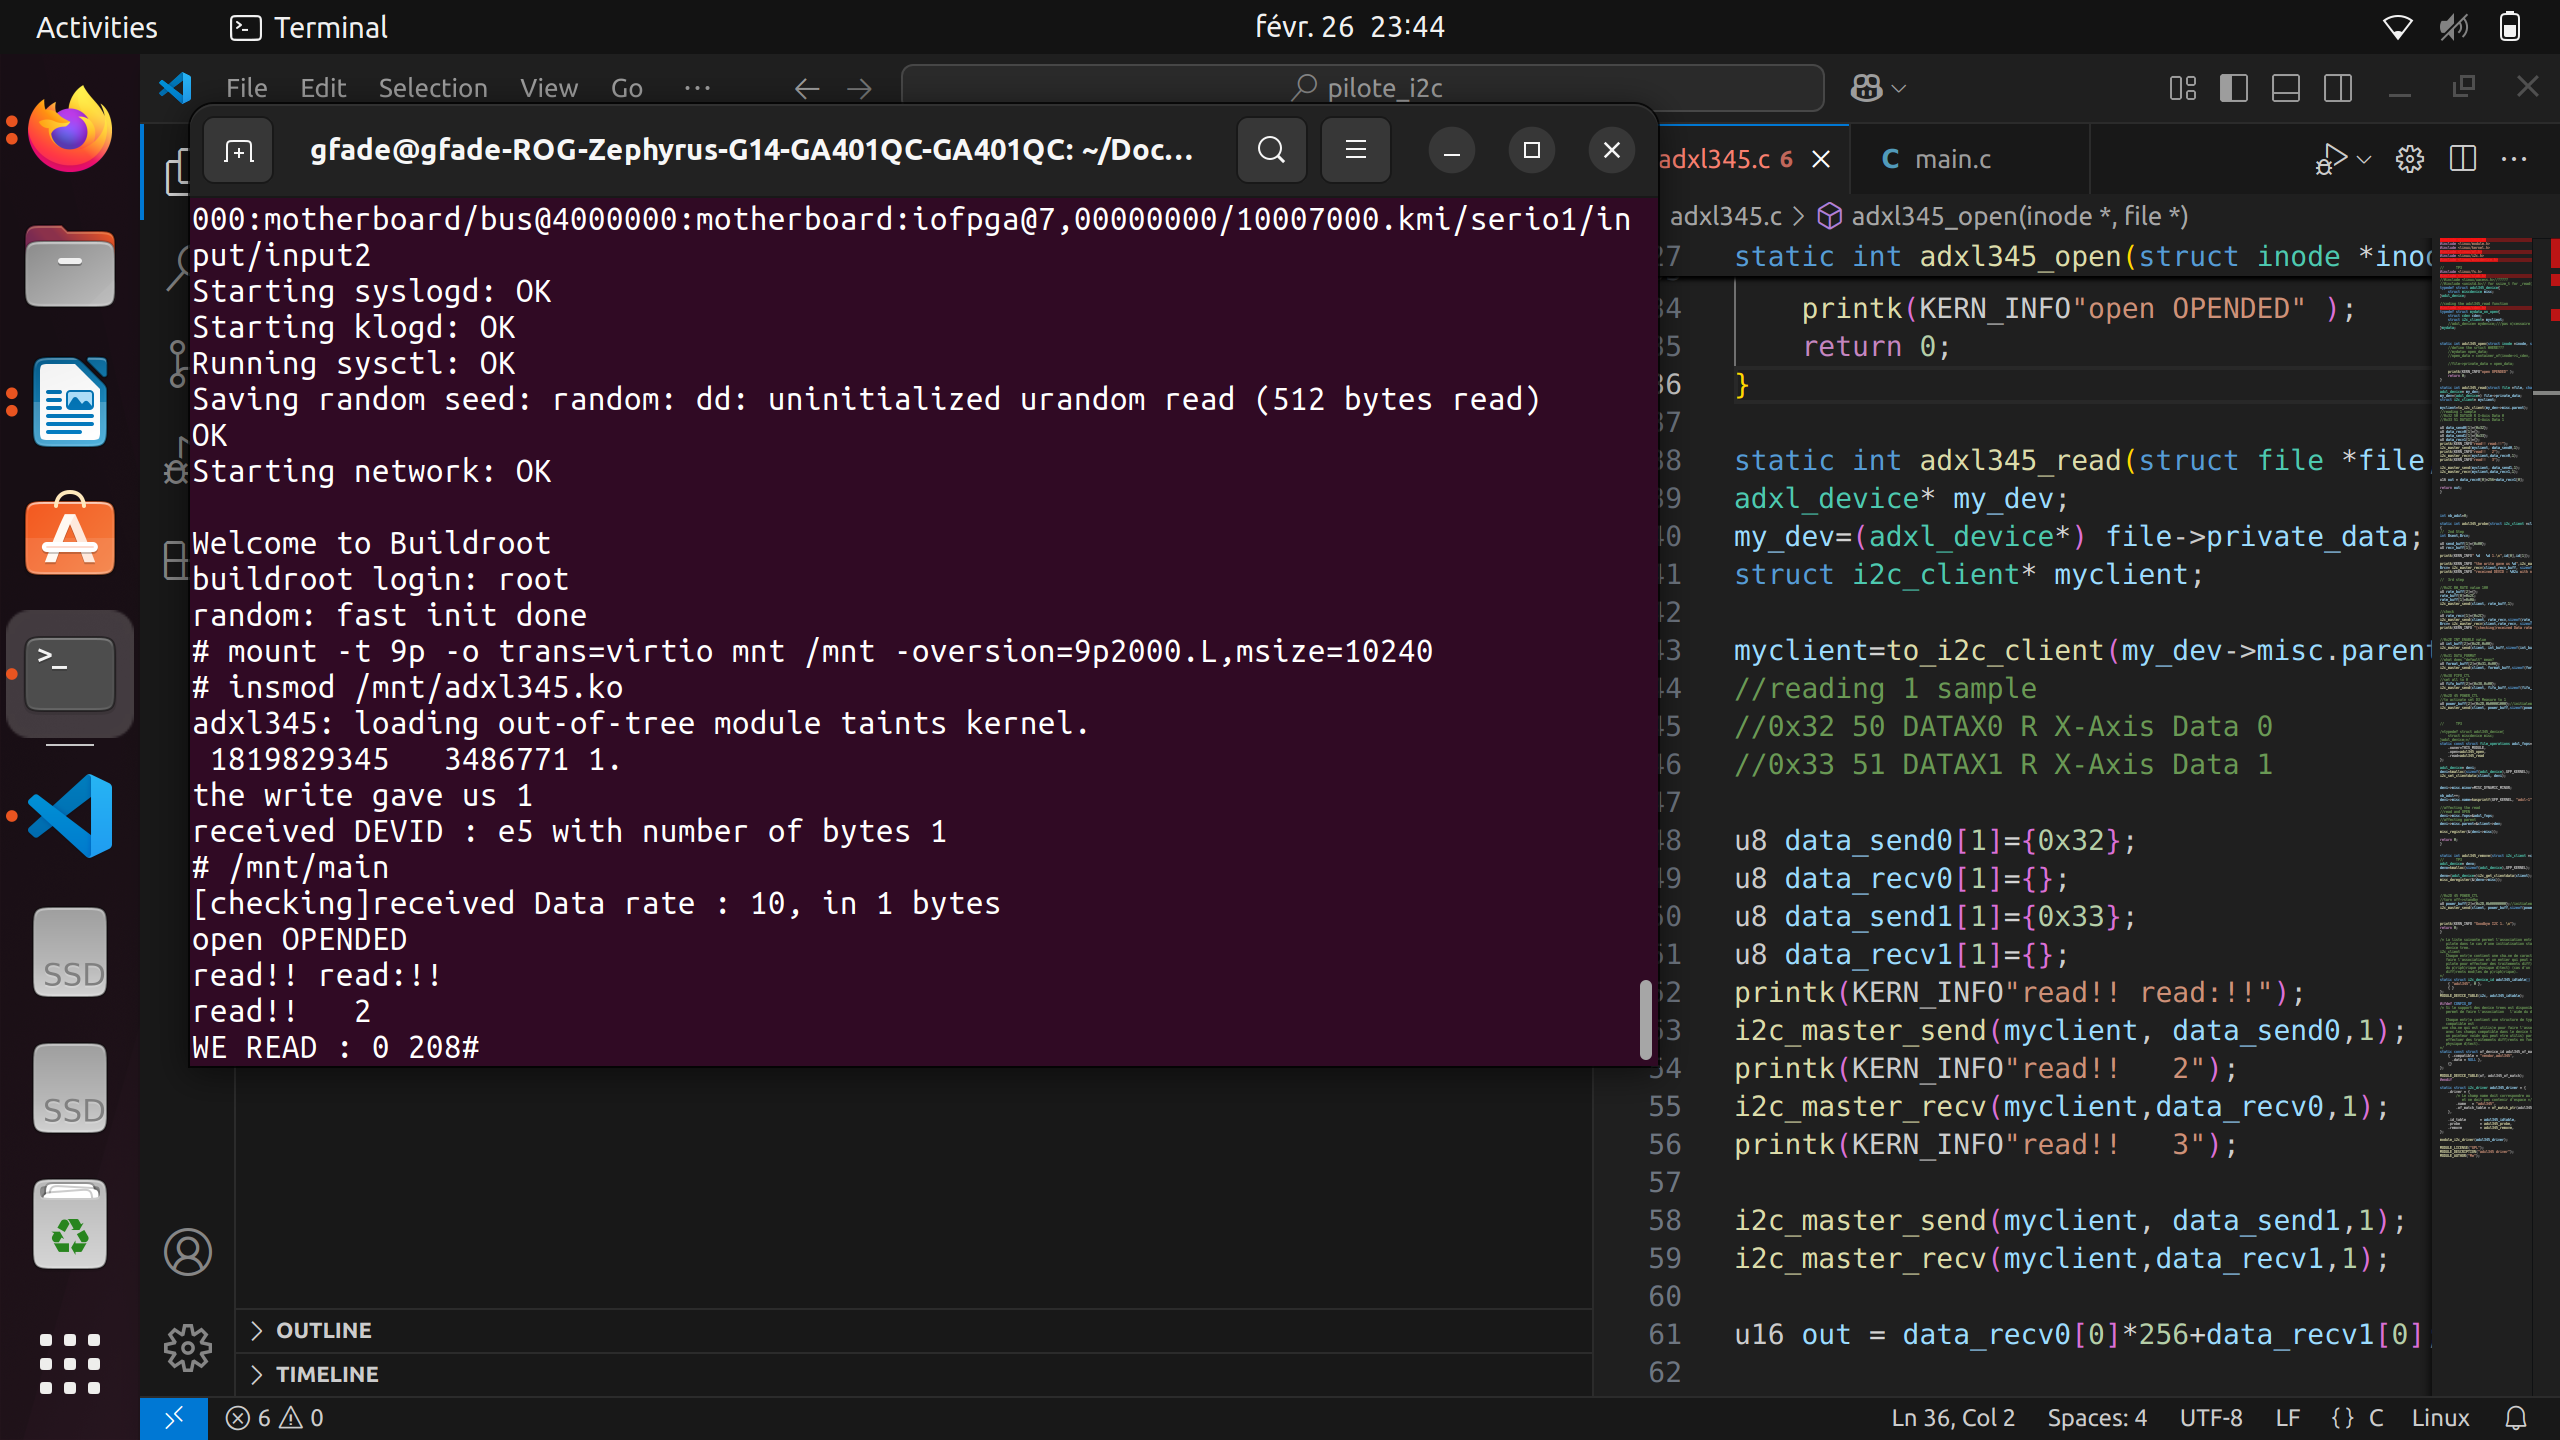 Activities
Terminal
févr. 26 23:44
File Edit Selection View Go ···
pilote_i2c
gfade@gfade-ROG-Zephyrus-G14-GA401QC-GA401QC: ~/Doc...
000:motherboard/bus@4000000:motherboard:iofpga@7,00000000/10007000.kmi/serio1/in
put/input2
Starting syslogd: OK
Starting klogd: OK
Running sysctl: OK
Saving random seed: random: dd: uninitialized urandom read (512 bytes read)
OK
Starting network: OK
Welcome to Buildroot
buildroot login: root
random: fast init done
# mount -t 9p -o trans=virtio mnt /mnt -oversion=9p2000.L,msize=10240
# insmod /mnt/adxl345.ko
adxl345: loading out-of-tree module taints kernel.
 1819829345   3486771 1.
the write gave us 1
received DEVID : e5 with number of bytes 1
# /mnt/main
[checking]received Data rate : 10, in 1 bytes
open OPENDED
read!! read:!!
read!!   2
WE READ : 0 208#
adxl345.c 6
C main.c
adxl345.c > adxl345_open(inode *, file *)
27 static int adxl345_open(struct inode *inod
34 printk(KERN_INFO"open OPENDED" );
35 return 0;
36 }
37
38 static int adxl345_read(struct file *file,
39 adxl_device* my_dev;
40 my_dev=(adxl_device*) file->private_data;
41 struct i2c_client* myclient;
42
43 myclient=to_i2c_client(my_dev->misc.parent
44 //reading 1 sample
45 //0x32 50 DATAX0 R X-Axis Data 0
46 //0x33 51 DATAX1 R X-Axis Data 1
47
48 u8 data_send0[1]={0x32};
49 u8 data_recv0[1]={};
50 u8 data_send1[1]={0x33};
51 u8 data_recv1[1]={};
52 printk(KERN_INFO"read!! read:!!");
53 i2c_master_send(myclient, data_send0,1);
54 printk(KERN_INFO"read!!   2");
55 i2c_master_recv(myclient,data_recv0,1);
56 printk(KERN_INFO"read!!   3");
57
58 i2c_master_send(myclient, data_send1,1);
59 i2c_master_recv(myclient,data_recv1,1);
60
61 u16 out = data_recv0[0]*256+data_recv1[0];
62
SSD
SSD
OUTLINE
TIMELINE
6 0
Ln 36, Col 2 Spaces: 4 UTF-8 LF {} C Linux